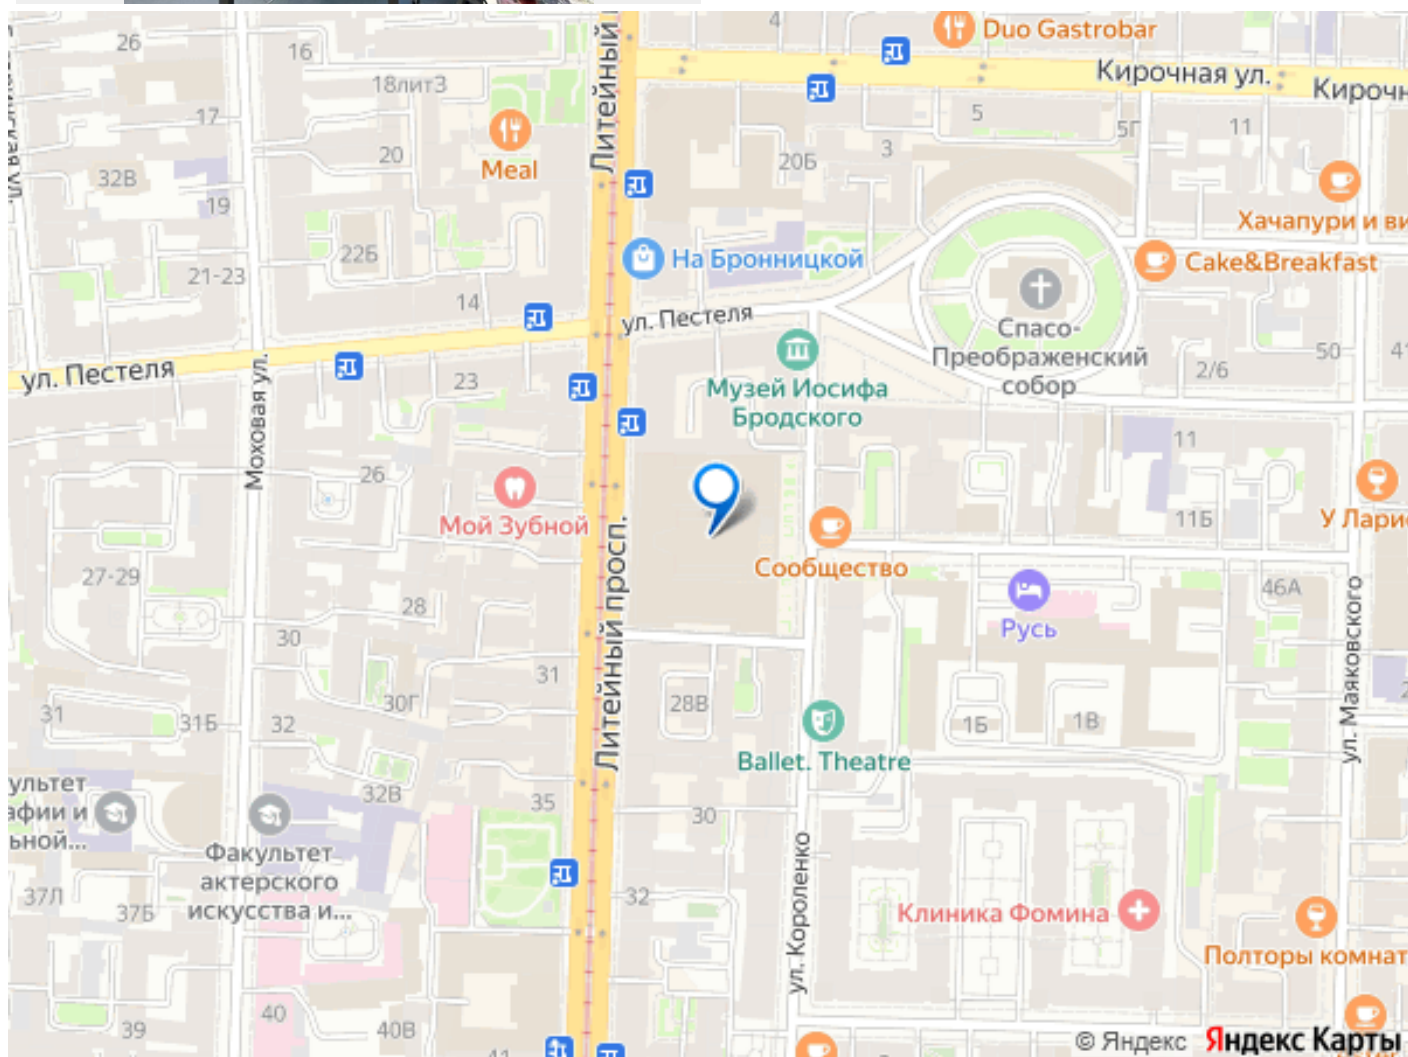 4
Duo Gastrobar
26
16
18лит3
Литейный
Кирочная ул.
Кирочн
17
5
5Г
11
20
Meal
20Б
3
32В
19
Хачапури и ви
22Б
На Бронницкой
Cake&Breakfast
21-23
14
ул. Пестеля
Спасо-
Преображенский
собор
ул. Пестеля
23
Музей Иосифа
Бродского
50
41
2/6
Моховая ул.
26
11
Мой Зубной
11Б
У Лари
27-29
Сообщество
Литейный просп.
28
46А
Русь
30
31
ул. Маяковского
30Г
28В
31
31Б
32
1Б
1В
Ballet. Theatre
ультет
афии и
ьной...
32В
35
30
Факультет
актерского
искусства и...
37Л
37Б
32
ул. Короленко
Клиника Фомина
Полторы комнат
40
39
40В
41
© Яндекс Яндекс Карты